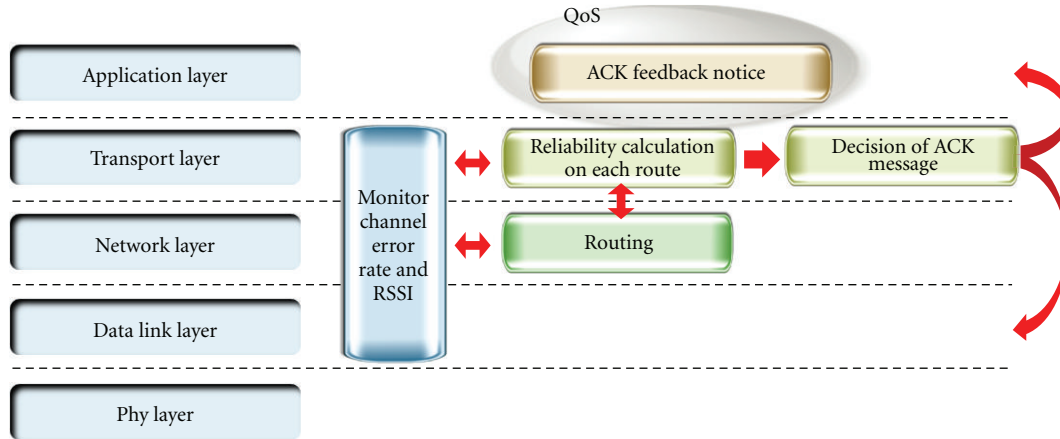 QoS
Application layer
ACK feedback notice
Transport layer
Reliability calculation
on each route
Decision of ACK
message
Monitor
channel
error
rate and
RSSI
Network layer
Routing
Data link layer
Phy layer